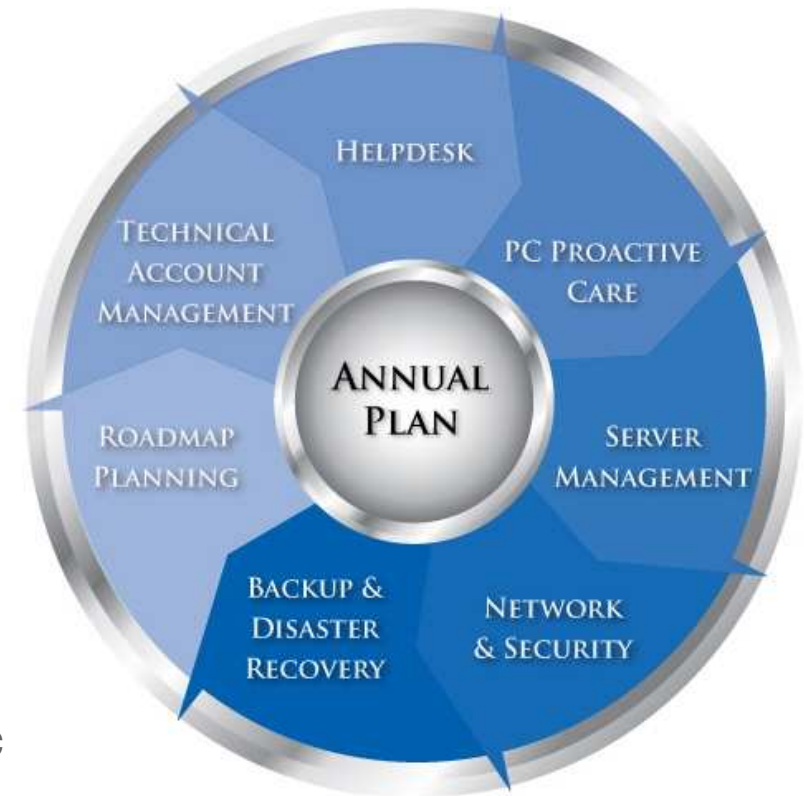 HELPDESK
PC PROACTIVE
CARE
SERVER
MANAGEMENT
NETWORK
& SECURITY
BACKUP &
DISASTER
RECOVERY
ROADMAP
PLANNING
TECHNICAL
ACCOUNT
MANAGEMENT
ANNUAL
PLAN